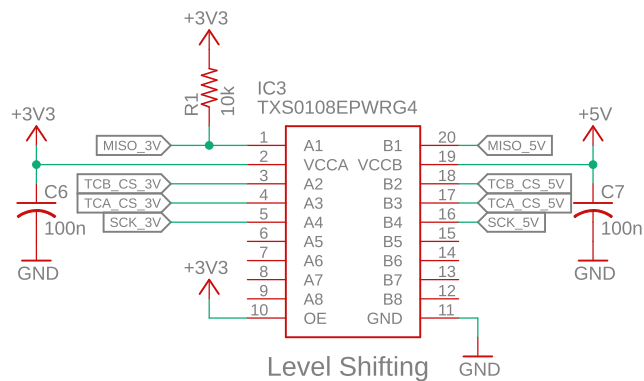 +3V3
IC3
TXS0108EPWRG4
R1
10k
+3V3
+5V
MISO_3V
1
A1
B1
20
MISO_5V
2
VCCA
VCCB
19
C6
TCB_CS_3V
3
A2
B2
18
TCB_CS_5V
C7
TCA_CS_3V
4
A3
B3
17
TCA_CS_5V
100n
SCK_3V
5
A4
B4
16
SCK_5V
100n
6
A5
B5
15
7
A6
B6
14
GND
+3V3
8
A7
B7
13
GND
9
A8
B8
12
10
OE
GND
11
Level Shifting
GND